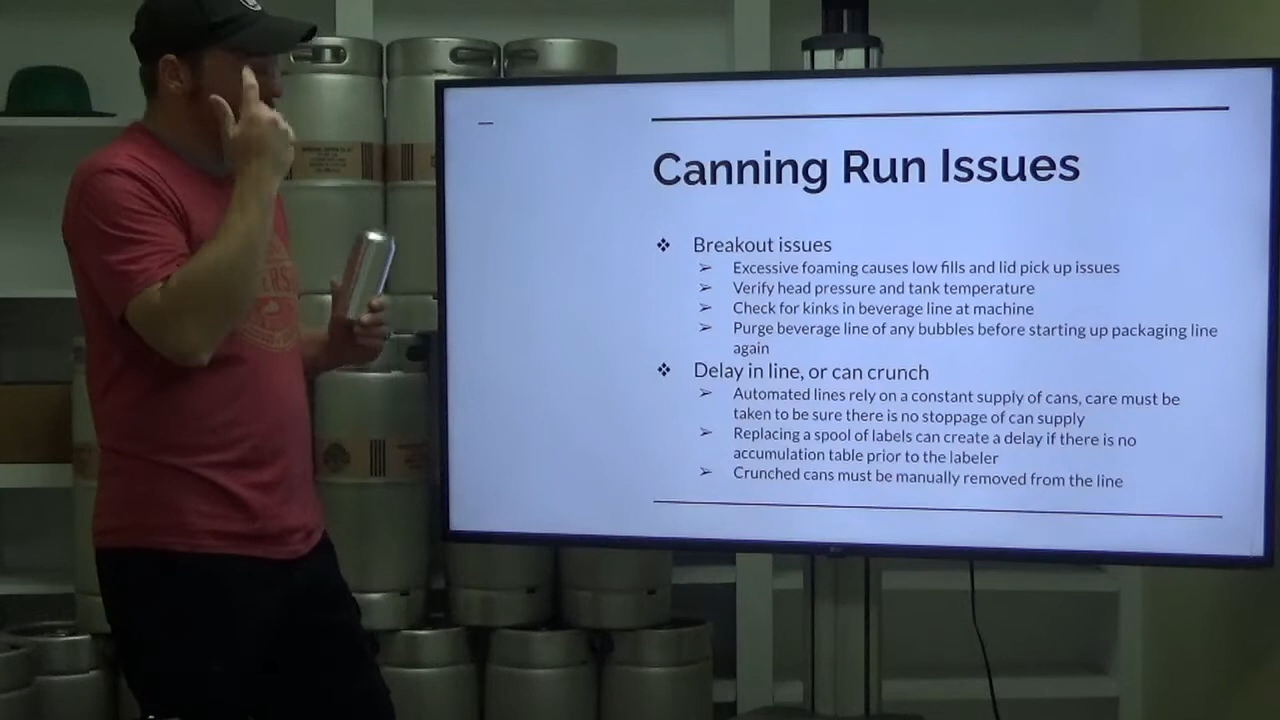 Canning Run Issues
❖ Breakout issues
➢ Excessive foaming causes low fills and lid pick up issues
➢ Verify head pressure and tank temperature
➢ Check for kinks in beverage line at machine
➢ Purge beverage line of any bubbles before starting up packaging line
again
❖ Delay in line, or can crunch
➢ Automated lines rely on a constant supply of cans, care must be
taken to be sure there is no stoppage of can supply
➢ Replacing a spool of labels can create a delay if there is no
accumulation table prior to the labeler
➢ Crunched cans must be manually removed from the line